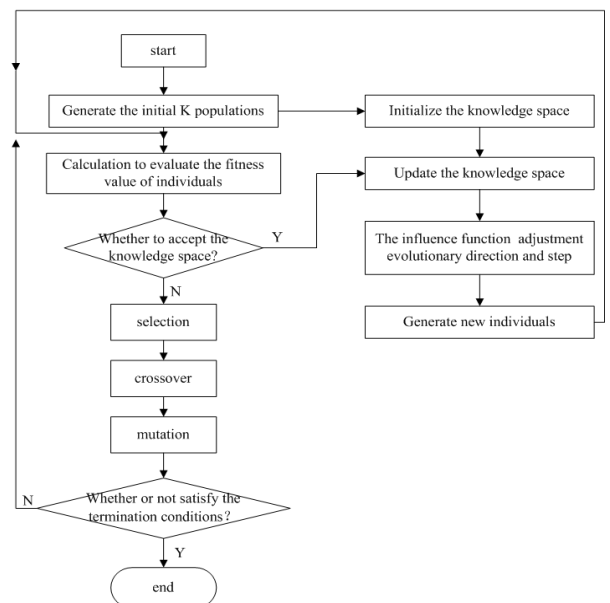 start
Generate the initial K populations
Initialize the knowledge space
Calculation to evaluate the fitness
value of individuals
Update the knowledge space
Whether to accept the
knowledge space?
Y
The influence function adjustment
evolutionary direction and step
N
selection
Generate new individuals
crossover
mutation
Whether or not satisfy the
termination conditions?
N
Y
end